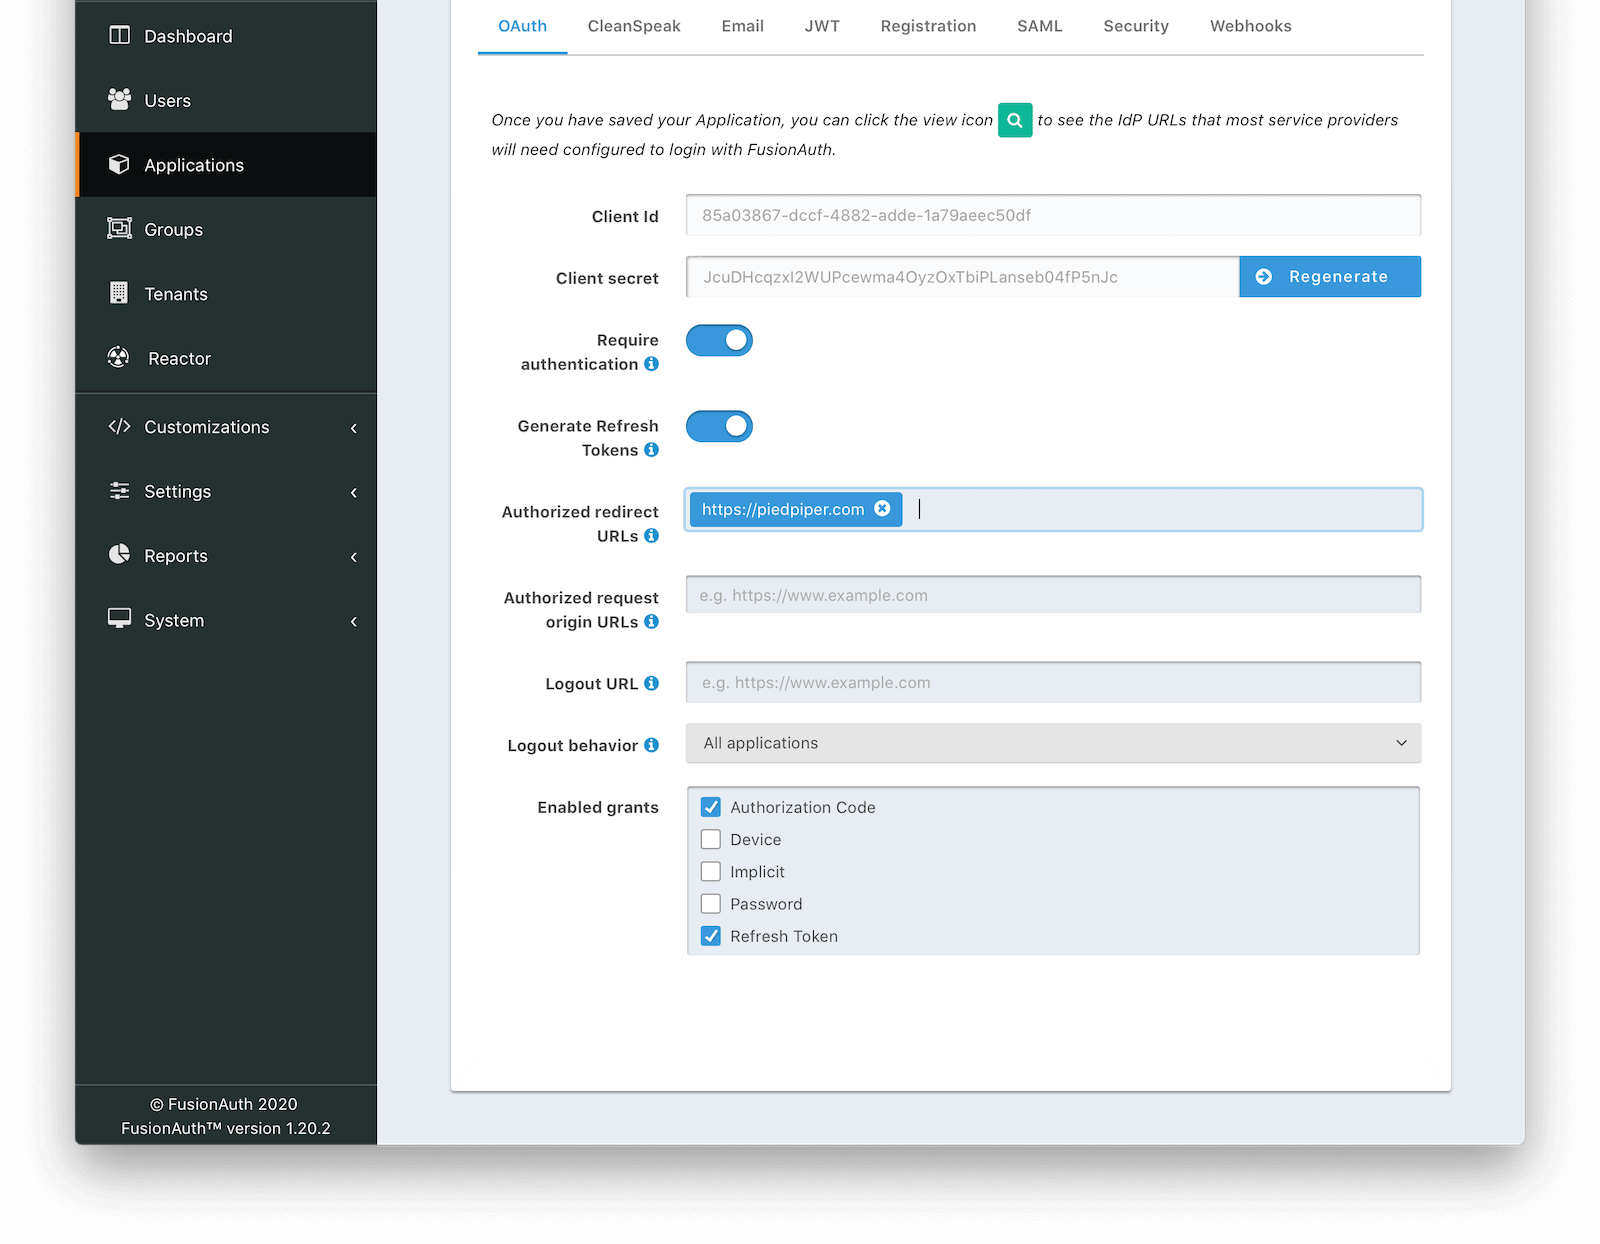 Dashboard
Users
Applications
Groups
Tenants
Reactor
Customizations
Settings
Reports
System
© FusionAuth 2020
FusionAuth™ version 1.20.2
OAuth CleanSpeak Email JWT Registration SAML Security Webhooks
Once you have saved your Application, you can click the view icon to see the IdP URLs that most service providers
will need configured to login with FusionAuth.
Client Id 85a03867-dccf-4882-adde-1a79aeec50df
Client secret JcuDHcqzxI2WUPcewma4OyzOxTbiPLanseb04fP5nJc Regenerate
Require
authentication
Generate Refresh
Tokens
Authorized redirect
URLs
https://piedpiper.com
Authorized request
origin URLs
e.g. https://www.example.com
Logout URL e.g. https://www.example.com
Logout behavior All applications
Enabled grants
Authorization Code
Device
Implicit
Password
Refresh Token